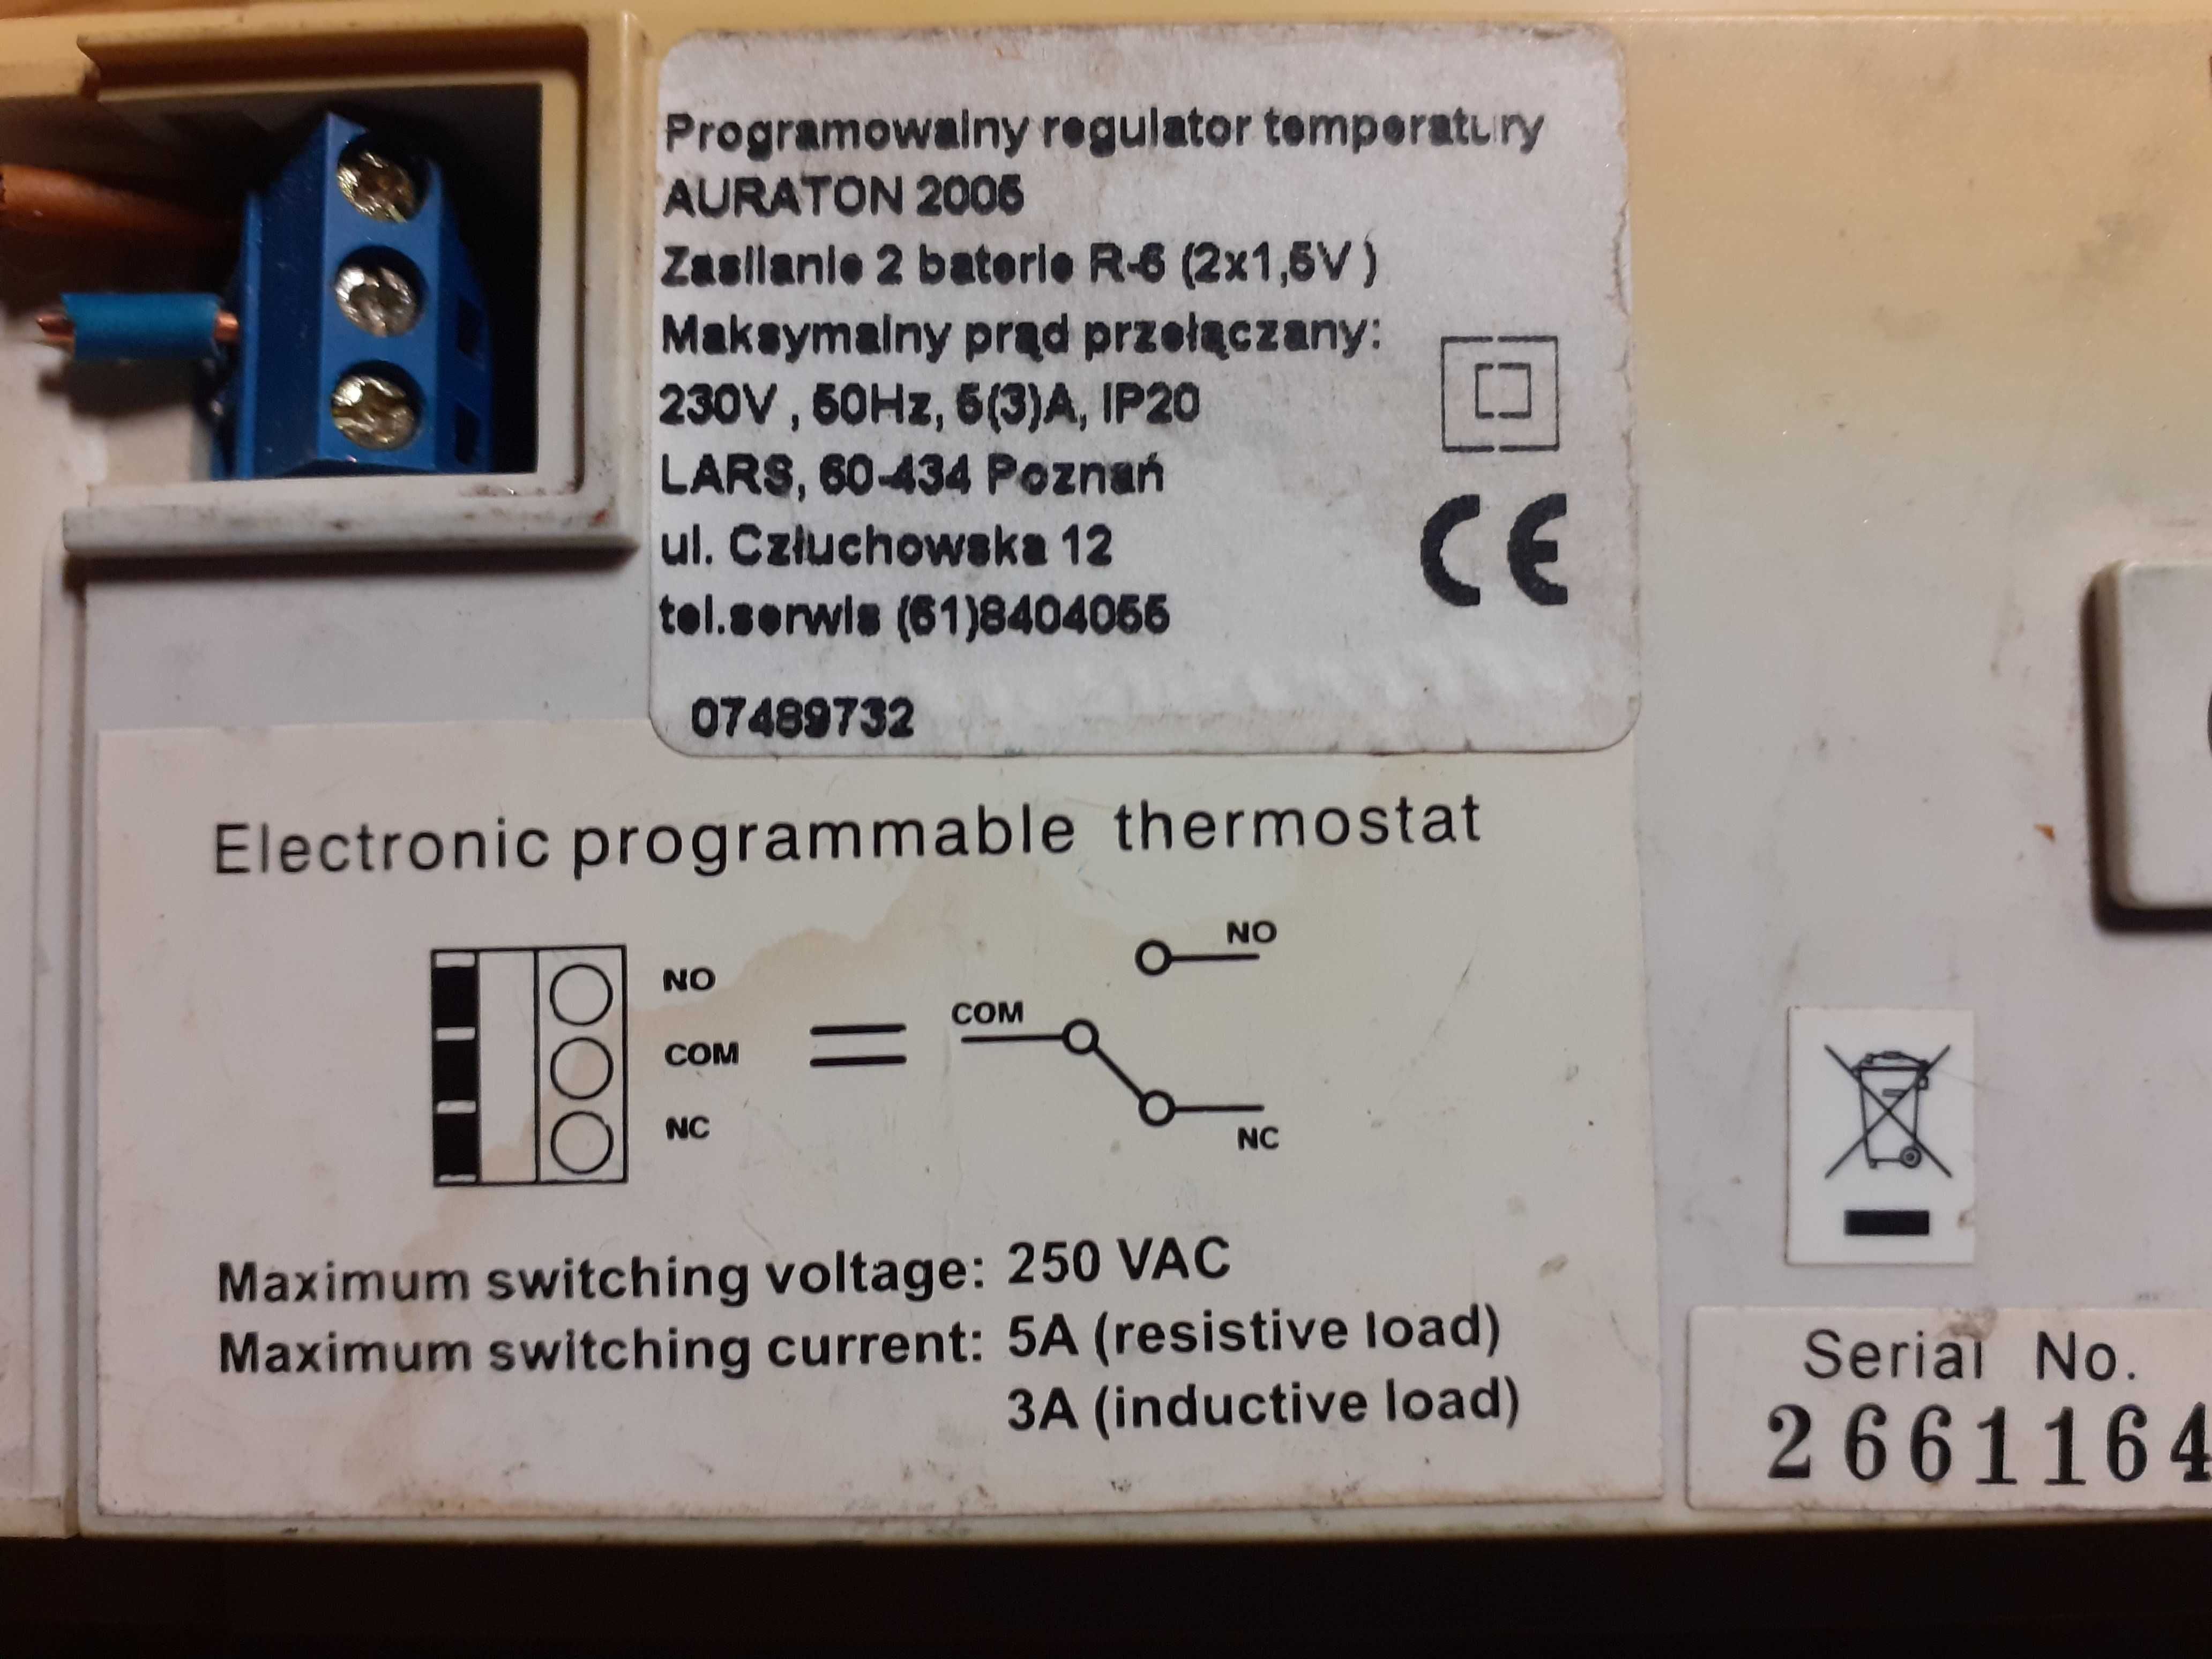 Programowalny regulator temperatury
AURATON 2005
Zasilanie 2 baterie R-6 (2x1,5V )
Maksymalny prąd przełączany:
230V , 50Hz, 5(3)A, IP20
LARS, 60-434 Poznań
ul. Człuchowska 12
tel.serwis (61)8404055
07489732
CE
Electronic programmable thermostat
NO
COM
NC
NO
COM
NC
Maximum switching voltage: 250 VAC
Maximum switching current: 5A (resistive load)
3A (inductive load)
Serial No.
2661164